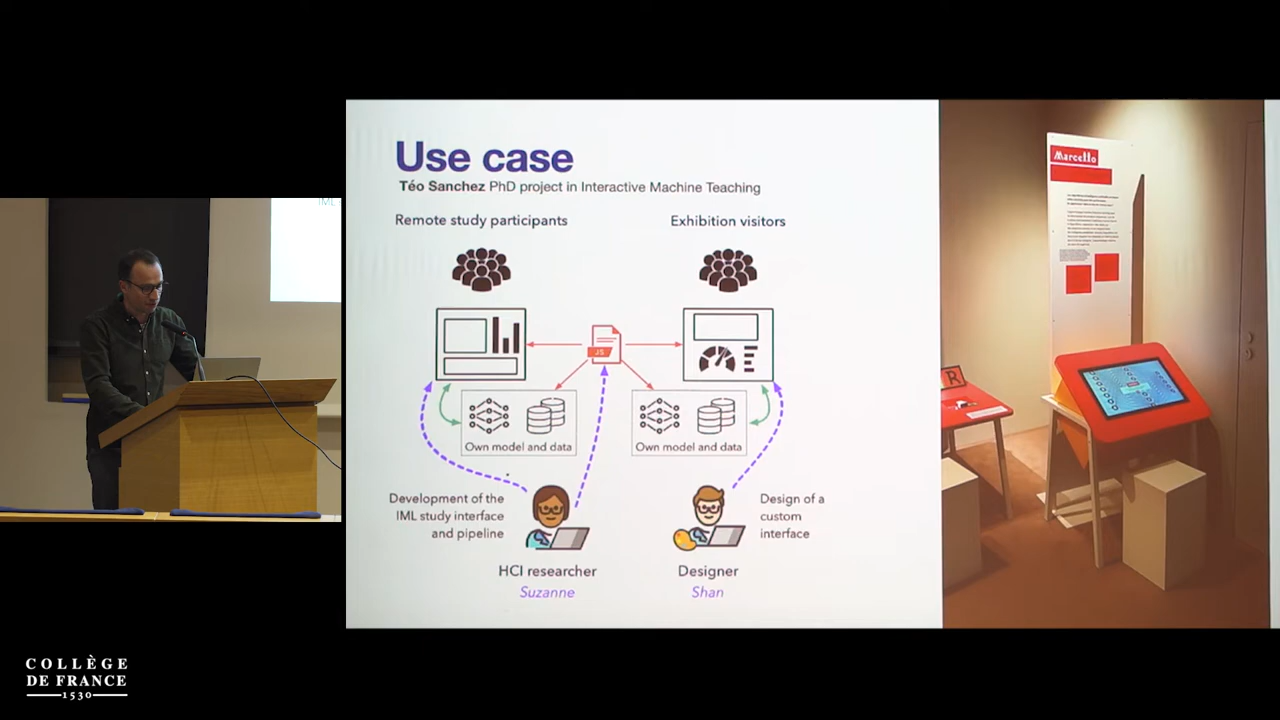 IML
Use case
Téo Sanchez PhD project in Interactive Machine Teaching
Remote study participants
Exhibition visitors
JS
Own model and data
Own model and data
Development of the
IML study interface
and pipeline
Design of a
custom
interface
HCI researcher
Suzanne
Designer
Shan
Marcello
R
COLLÈGE
DE FRANCE
1530